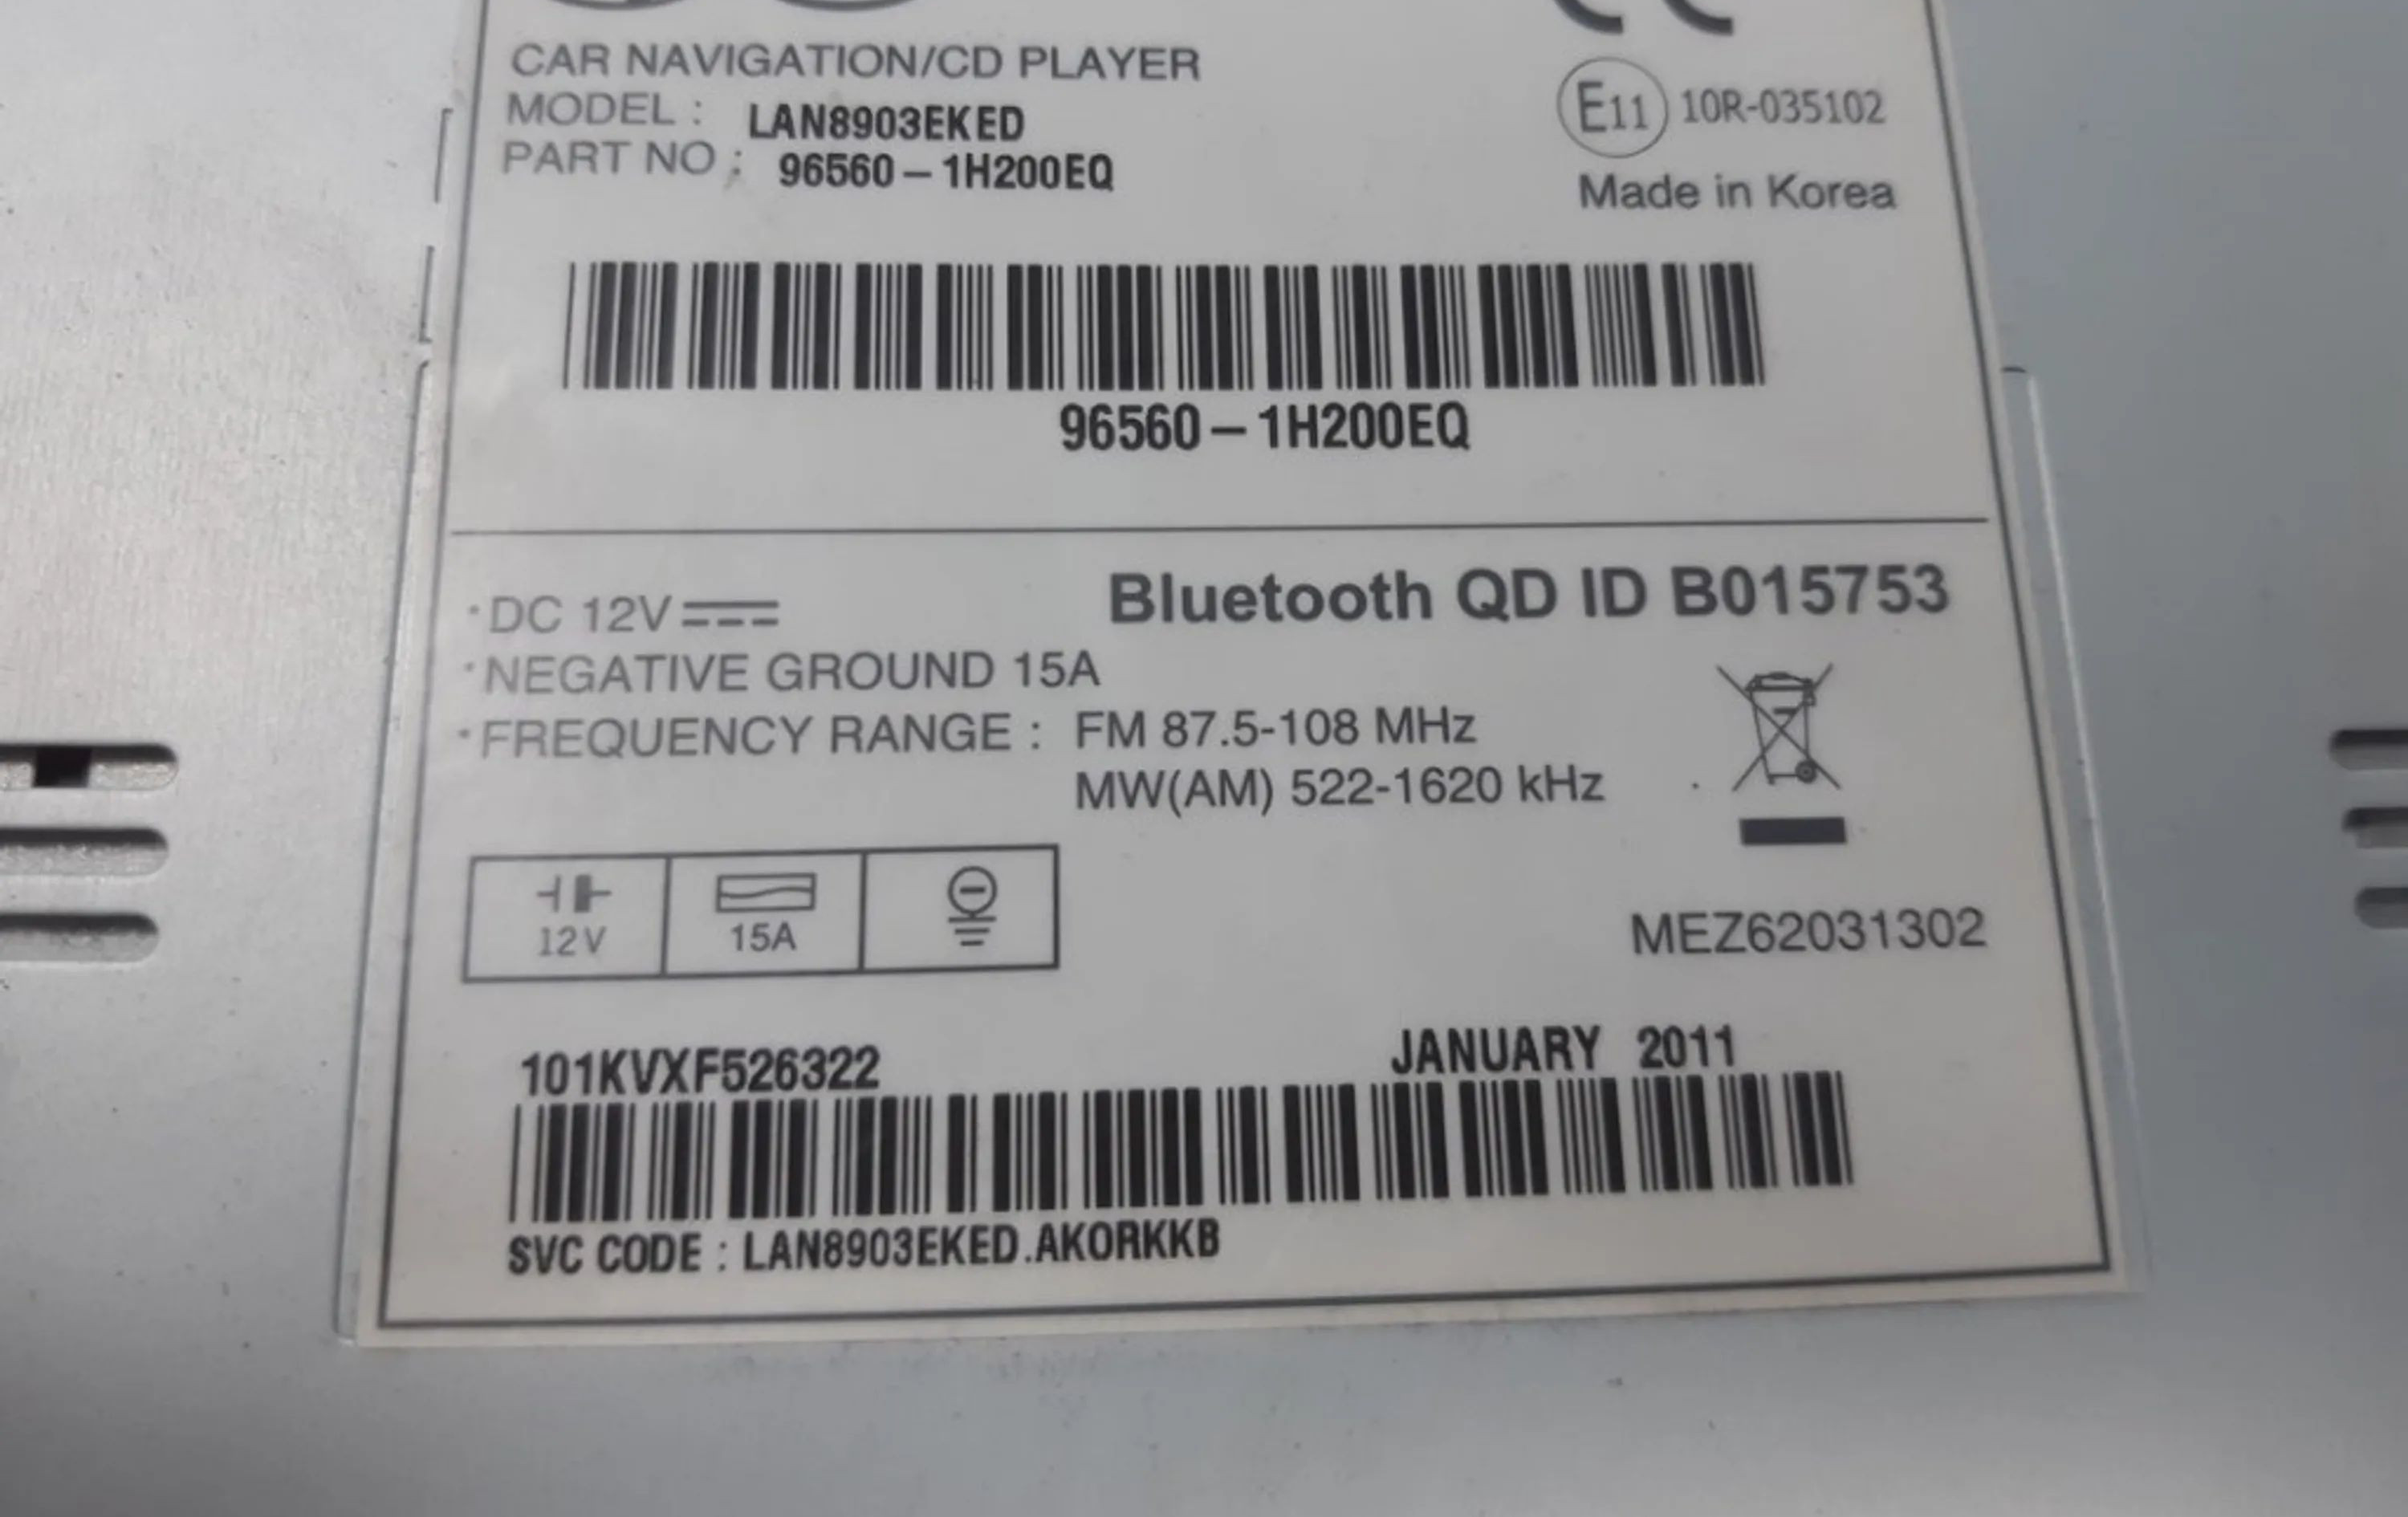 CAR NAVIGATION/CD PLAYER
MODEL : LAN8903EKED
PART NO : 96560-1H200EQ
E11 10R-035102
Made in Korea
96560-1H200EQ
Bluetooth QD ID B015753
·DC 12V
·NEGATIVE GROUND 15A
·FREQUENCY RANGE : FM 87.5-108 MHz
MW(AM) 522-1620 kHz
12V
15A
MEZ62031302
101KVXF526322
JANUARY 2011
SVC CODE : LAN8903EKED.AKORKKB